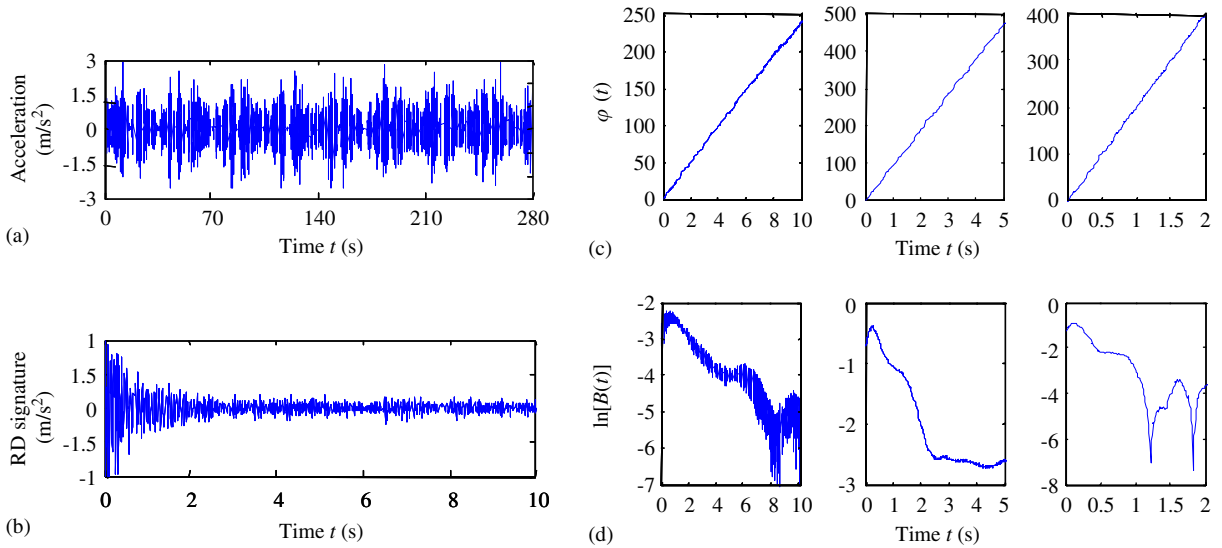 Acceleration
(m/s²)
3
1.5
0
-1.5
-3
0 70 140 210 280
Time t (s)
(a)
RD signature
(m/s²)
1
1.5
0
-1.5
-1
0 2 4 6 8 10
Time t (s)
(b)
φ (t)
250
200
150
100
50
0
0 2 4 6 8 10
500
400
300
200
100
0
0 1 2 3 4 5
400
300
200
100
0
0 0.5 1 1.5 2
Time t (s)
(c)
ln[B(t)]
-2
-3
-4
-5
-6
-7
0 2 4 6 8 10
0
-1
-2
-3
0 1 2 3 4 5
0
-2
-4
-6
-8
0 0.5 1 1.5 2
Time t (s)
(d)